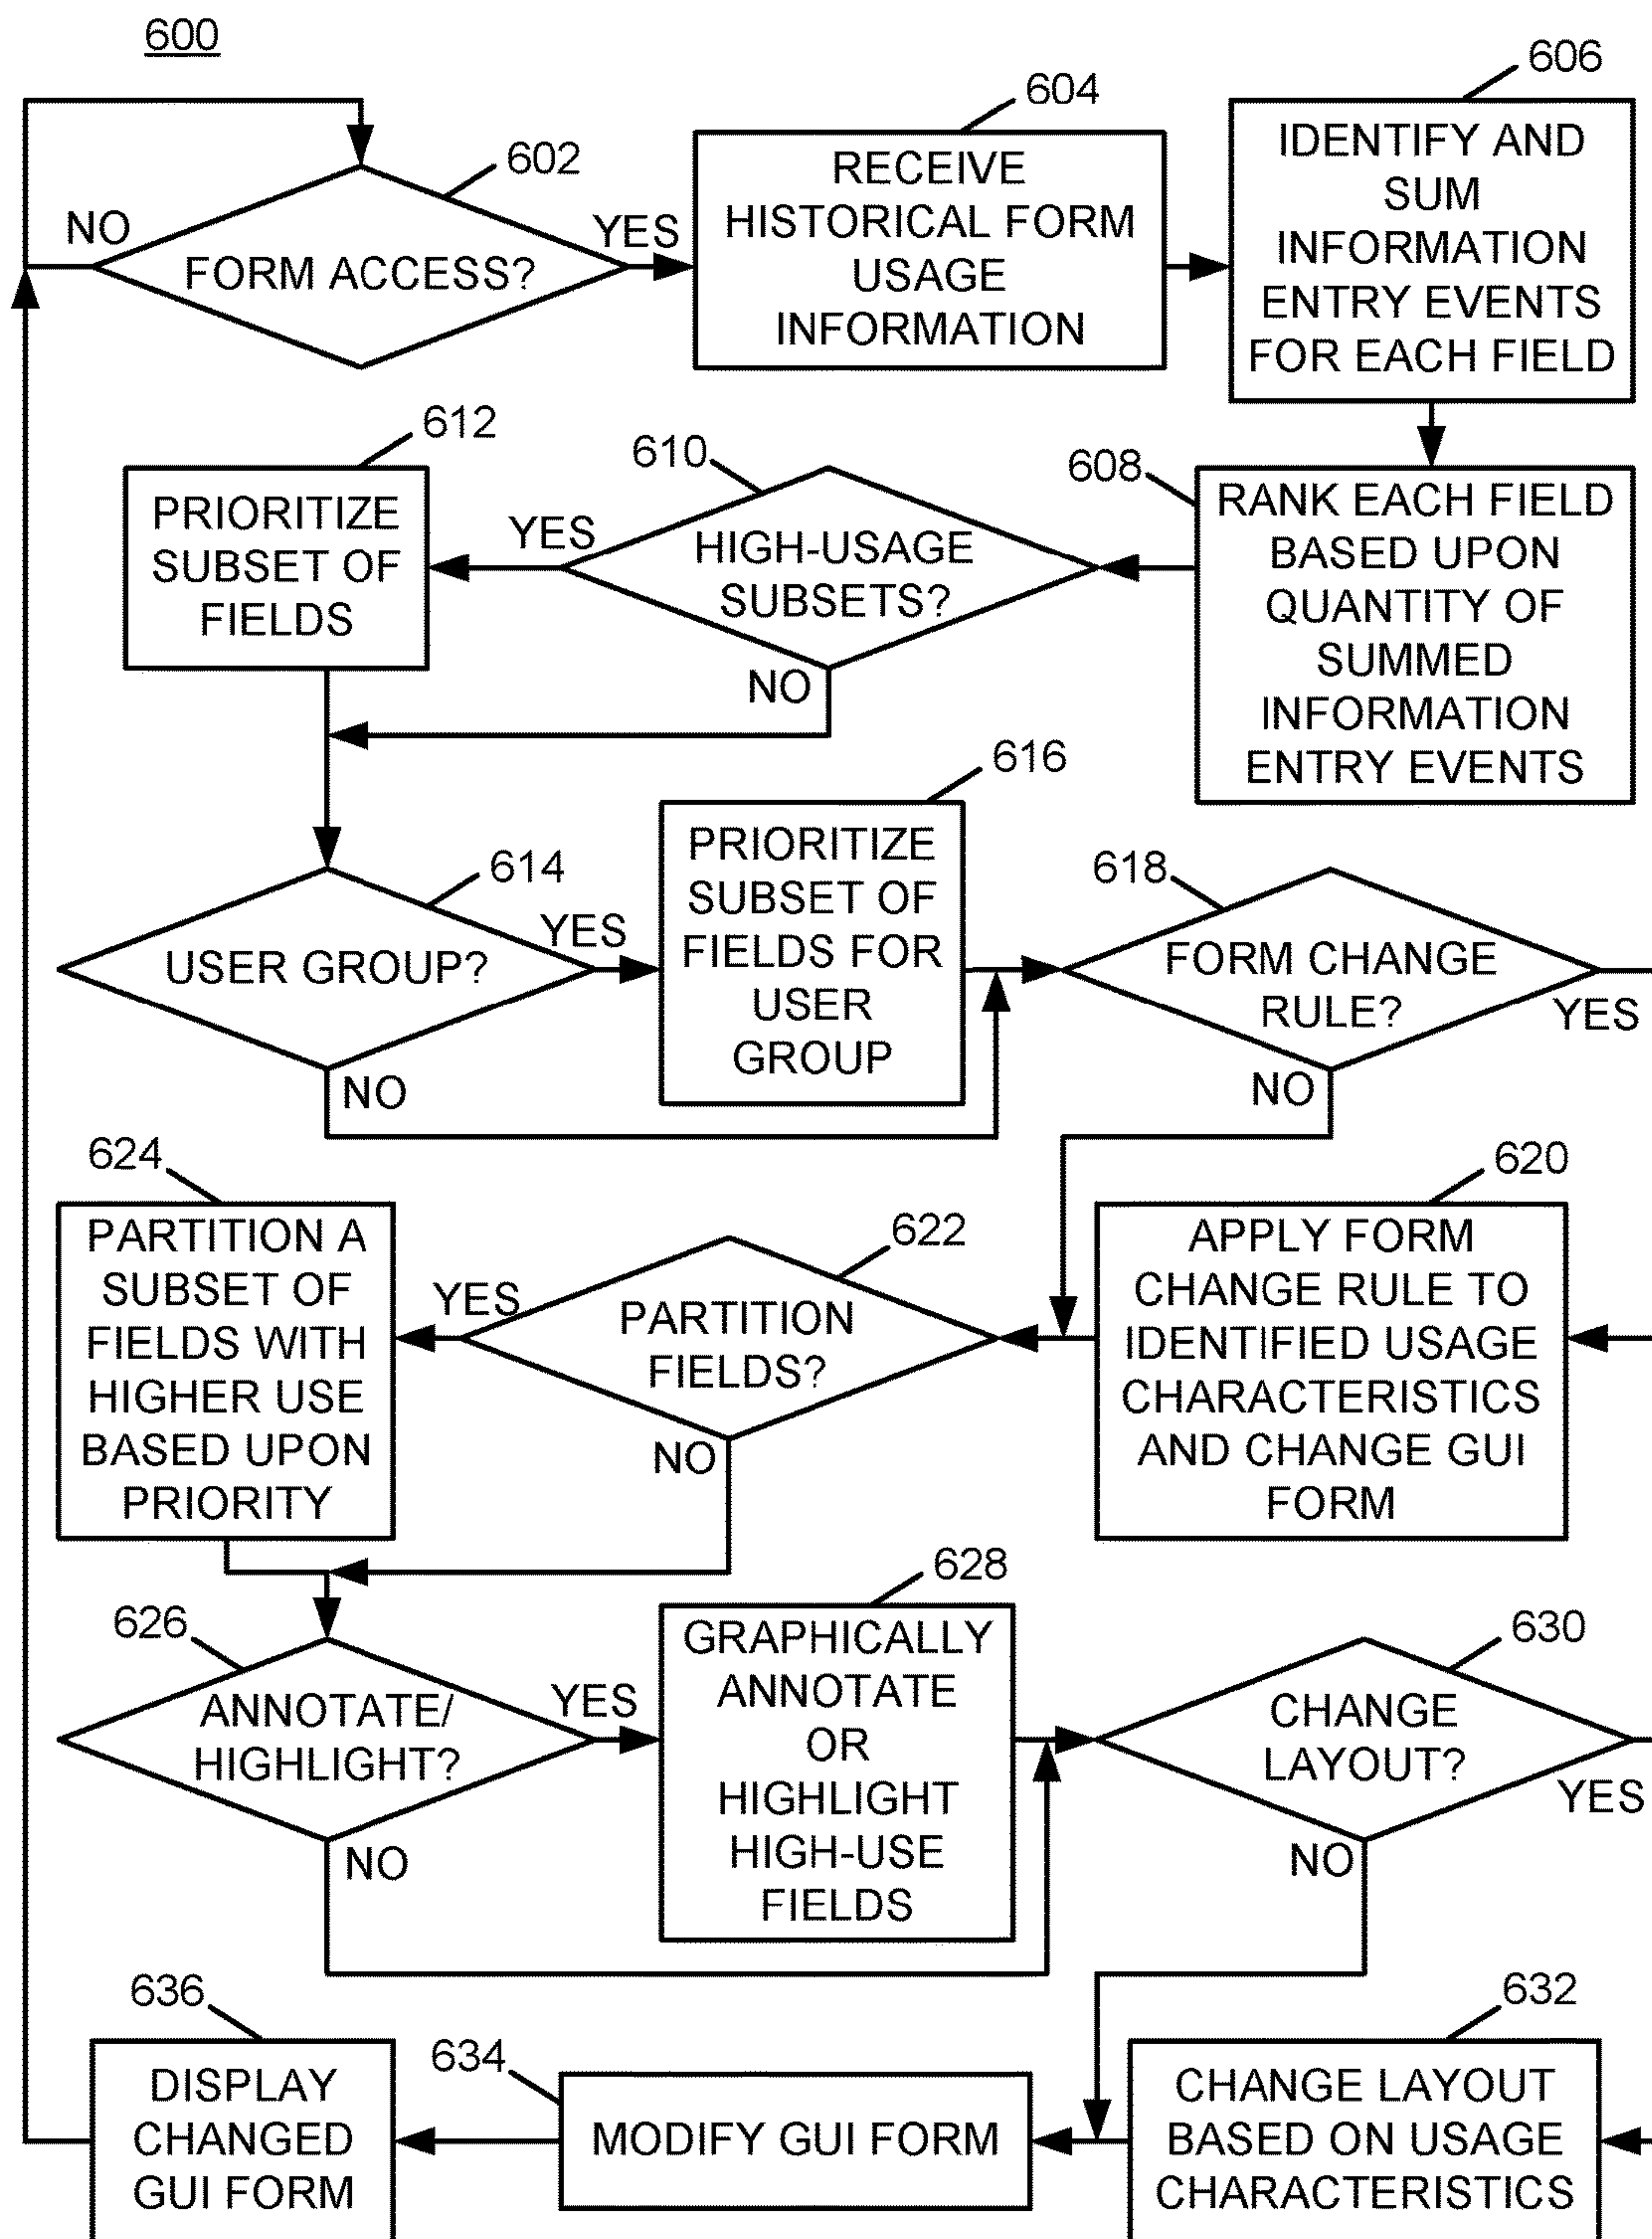 600
602
NO
YES
FORM ACCESS?
604
RECEIVE
HISTORICAL FORM
USAGE
INFORMATION
606
IDENTIFY AND
SUM
INFORMATION
ENTRY EVENTS
FOR EACH FIELD
608
RANK EACH FIELD
BASED UPON
QUANTITY OF
SUMMED
INFORMATION
ENTRY EVENTS
610
YES
HIGH-USAGE
SUBSETS?
NO
612
PRIORITIZE
SUBSET OF
FIELDS
614
YES
USER GROUP?
NO
616
PRIORITIZE
SUBSET OF
FIELDS FOR
USER
GROUP
618
FORM CHANGE
RULE?
YES
NO
620
APPLY FORM
CHANGE RULE TO
IDENTIFIED USAGE
CHARACTERISTICS
AND CHANGE GUI
FORM
622
YES
PARTITION
FIELDS?
NO
624
PARTITION A
SUBSET OF
FIELDS WITH
HIGHER USE
BASED UPON
PRIORITY
626
YES
ANNOTATE/
HIGHLIGHT?
NO
628
GRAPHICALLY
ANNOTATE
OR
HIGHLIGHT
HIGH-USE
FIELDS
630
CHANGE
LAYOUT?
YES
NO
632
CHANGE LAYOUT
BASED ON USAGE
CHARACTERISTICS
634
MODIFY GUI FORM
636
DISPLAY
CHANGED
GUI FORM